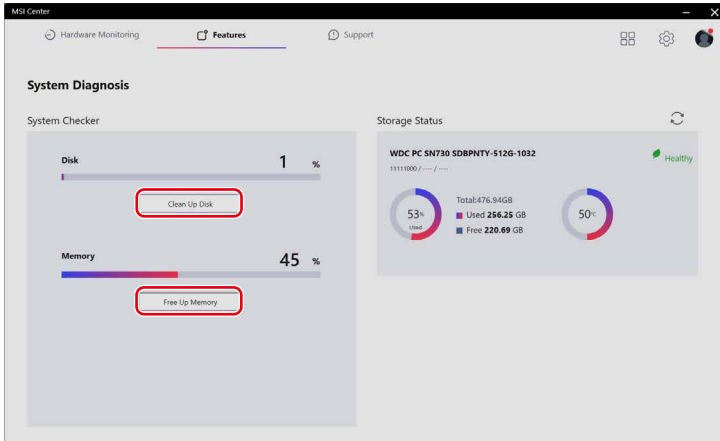 MSI Center
Hardware Monitoring
Features
Support
System Diagnosis
System Checker
Disk
1 %
Clean Up Disk
Memory
45 %
Free Up Memory
Storage Status
WDC PC SN730 SDBPNTY-512G-1032
Healthy
11111000 / ---- / ----
53%
Used
Total:476.94GB
Used 256.25 GB
Free 220.69 GB
50°C